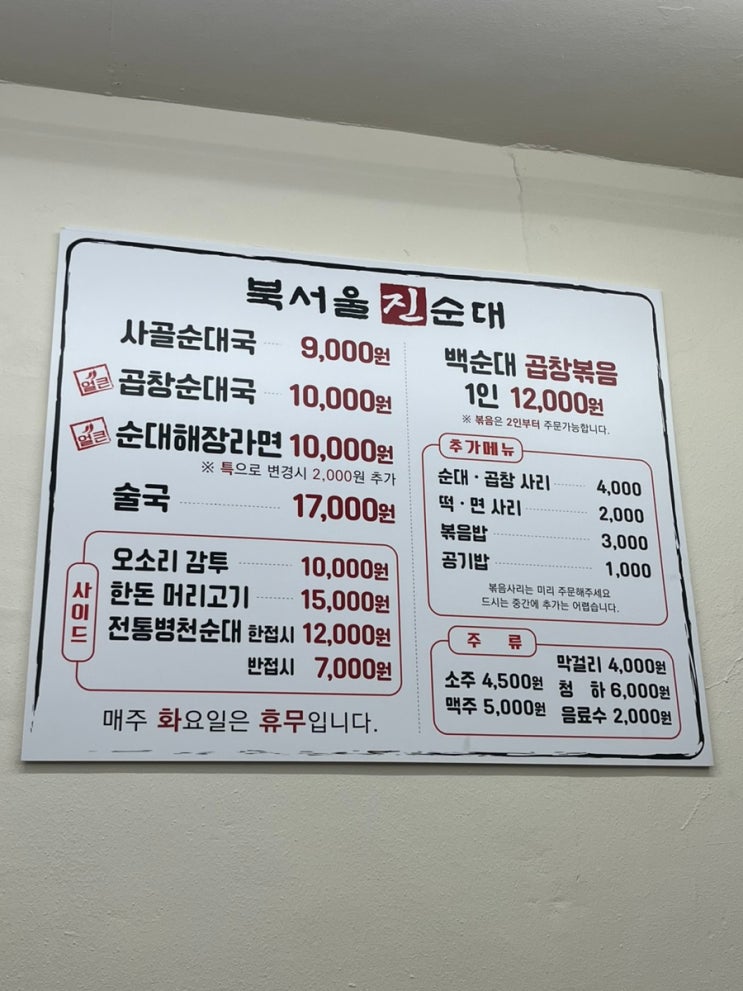 북서울 진순대
사골순대국 9,000원
얼큰 곱창순대국 10,000원
얼큰 순대해장라면 10,000원
※ 특으로 변경시 2,000원 추가
술국 17,000원
사이드
오소리 감투 10,000원
한돈 머리고기 15,000원
전통병천순대 한접시 12,000원
반접시 7,000원
매주 화요일은 휴무입니다.
백순대 곱창볶음
1인 12,000원
※ 볶음은 2인부터 주문가능합니다.
추가메뉴
순대·곱창 사리 4,000
떡·면 사리 2,000
볶음밥 3,000
공기밥 1,000
볶음사리는 미리 주문해주세요
드시는 중간에 추가는 어렵습니다.
주 류
소주 4,500원 막걸리 4,000원
맥주 5,000원 청 하 6,000원
음료수 2,000원